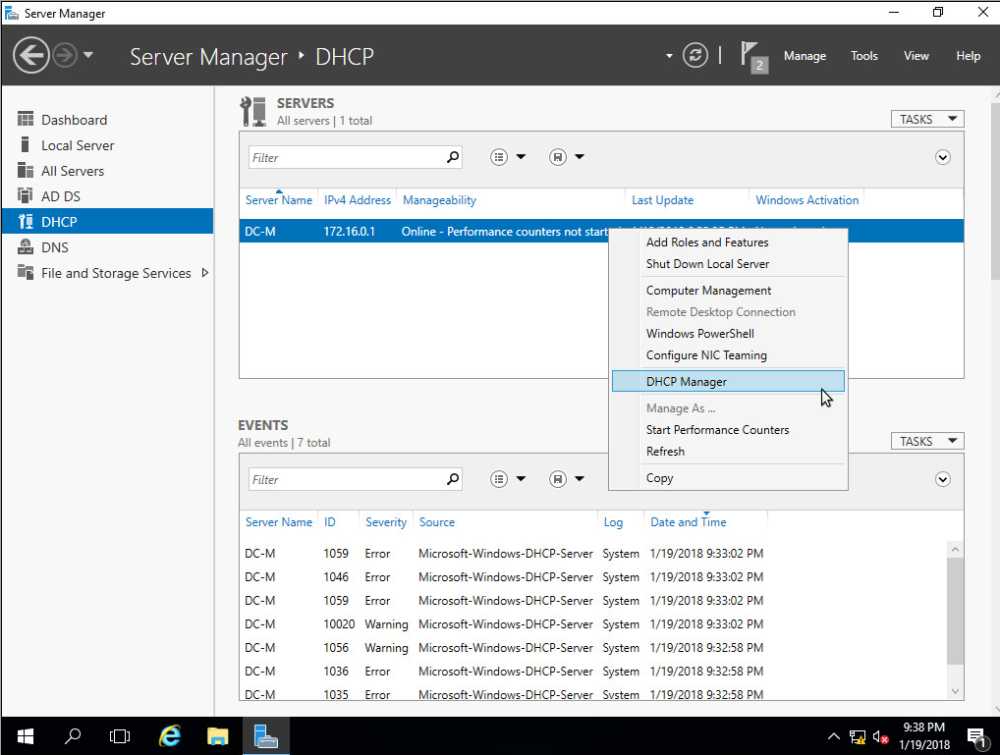 Server Manager
Server Manager ‣ DHCP
2
Manage
Tools
View
Help
Dashboard
Local Server
All Servers
AD DS
DHCP
DNS
File and Storage Services
SERVERS
All servers | 1 total
TASKS
Filter
Server Name IPv4 Address Manageability Last Update Windows Activation
DC-M 172.16.0.1 Online - Performance counters not start
Add Roles and Features
Shut Down Local Server
Computer Management
Remote Desktop Connection
Windows PowerShell
Configure NIC Teaming
DHCP Manager
Manage As ...
Start Performance Counters
Refresh
Copy
EVENTS
All events | 7 total
TASKS
Filter
Server Name ID Severity Source Log Date and Time
DC-M 1059 Error Microsoft-Windows-DHCP-Server System 1/19/2018 9:33:02 PM
DC-M 1046 Error Microsoft-Windows-DHCP-Server System 1/19/2018 9:33:02 PM
DC-M 1059 Error Microsoft-Windows-DHCP-Server System 1/19/2018 9:33:02 PM
DC-M 10020 Warning Microsoft-Windows-DHCP-Server System 1/19/2018 9:33:02 PM
DC-M 1056 Warning Microsoft-Windows-DHCP-Server System 1/19/2018 9:32:58 PM
DC-M 1036 Error Microsoft-Windows-DHCP-Server System 1/19/2018 9:32:58 PM
DC-M 1035 Error Microsoft-Windows-DHCP-Server System 1/19/2018 9:32:58 PM
9:38 PM
1/19/2018
1